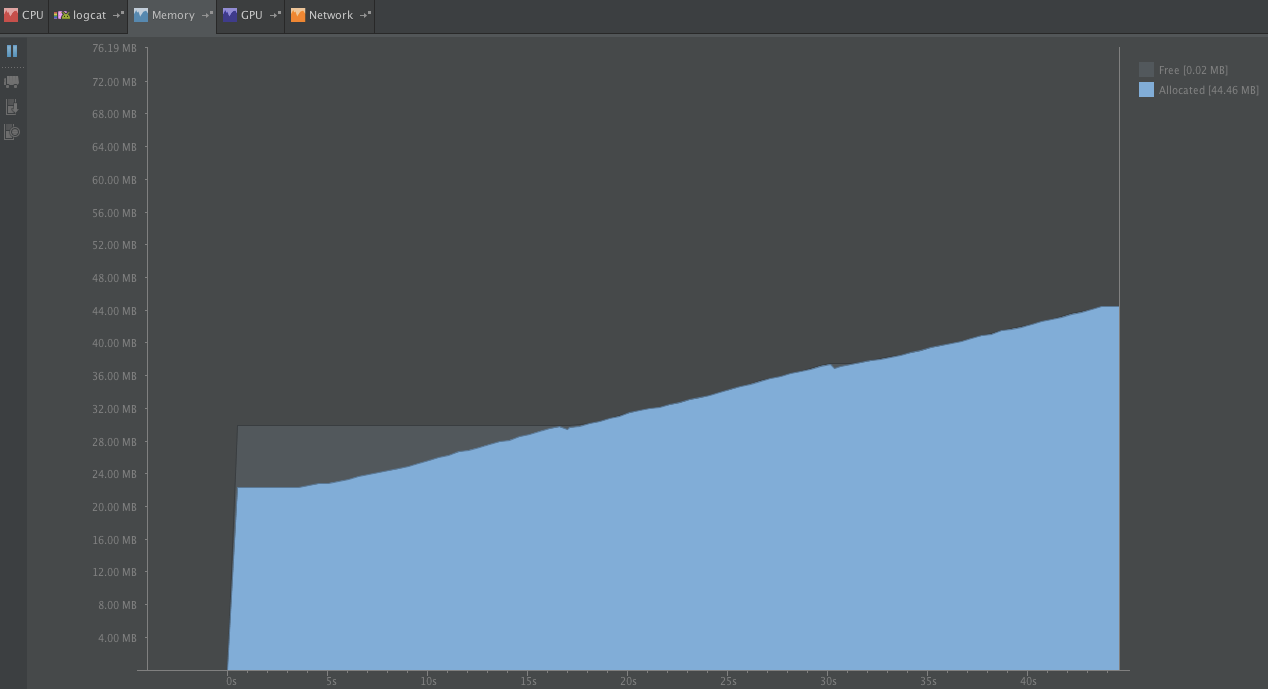 CPU logcat Memory GPU Network
76.19 MB
72.00 MB
68.00 MB
64.00 MB
60.00 MB
56.00 MB
52.00 MB
48.00 MB
44.00 MB
40.00 MB
36.00 MB
32.00 MB
28.00 MB
24.00 MB
20.00 MB
16.00 MB
12.00 MB
8.00 MB
4.00 MB
0s 5s 10s 15s 20s 25s 30s 35s 40s
Free [0.02 MB]
Allocated [44.46 MB]